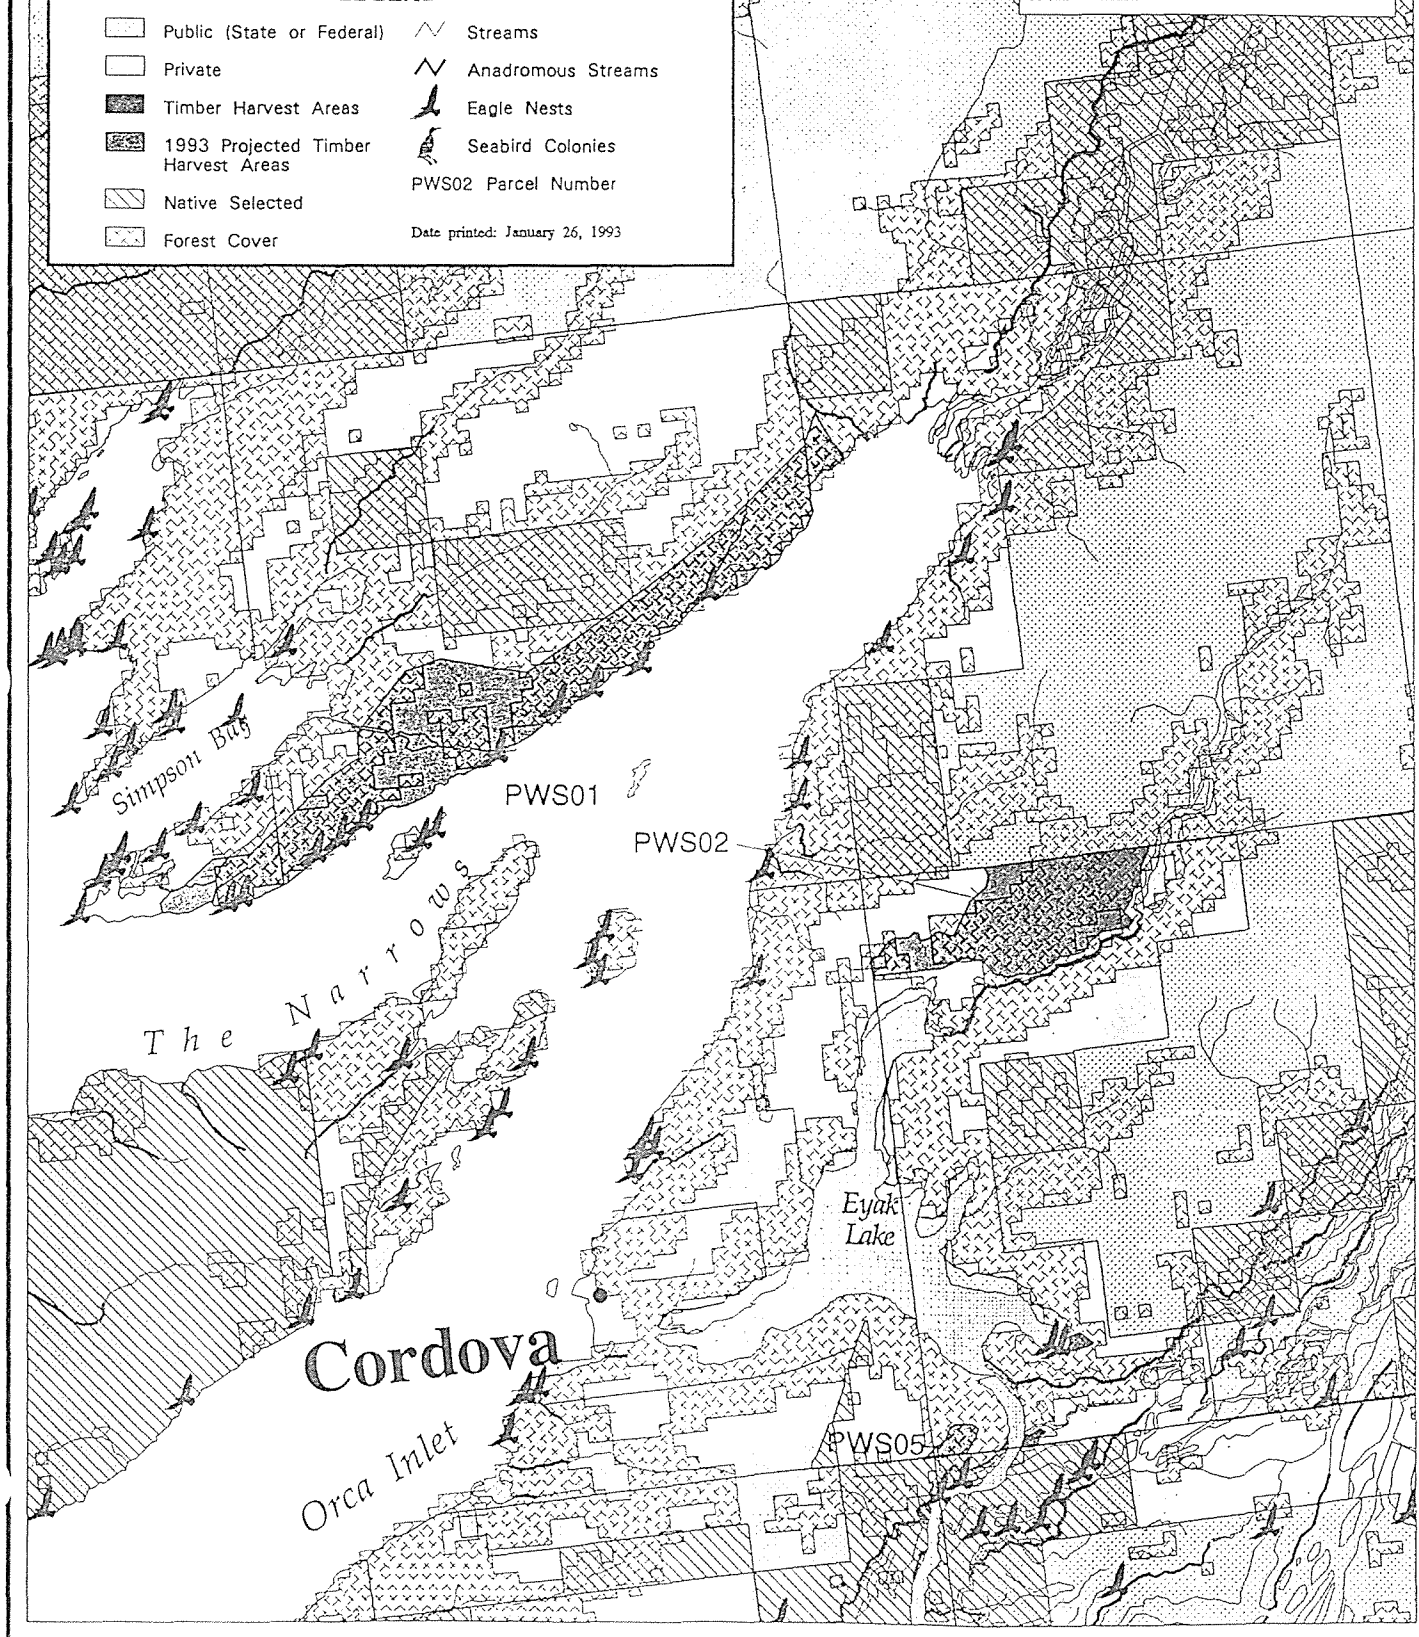 Public (State or Federal)
Private
Timber Harvest Areas
1993 Projected Timber
Harvest Areas
Native Selected
Forest Cover
Streams
Anadromous Streams
Eagle Nests
Seabird Colonies
PWS02 Parcel Number
Date printed: January 26, 1993
Simpson Bay
PWS01
PWS02
The Narrows
Eyak
Lake
Cordova
Orca Inlet
PWS05